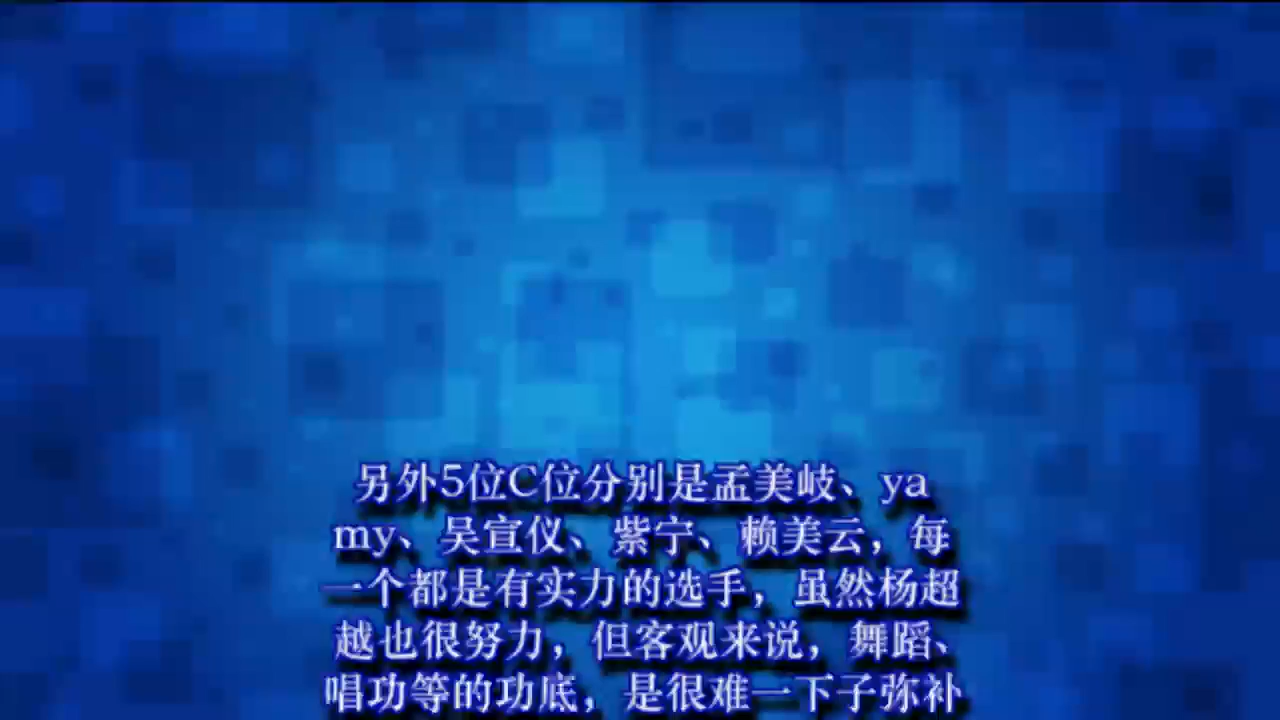 另外5位C位分别是孟美岐、ya
my、吴宣仪、紫宁、赖美云，每
一个都是有实力的选手，虽然杨超
越也很努力，但客观来说，舞蹈、
唱功等的功底，是很难一下子弥补